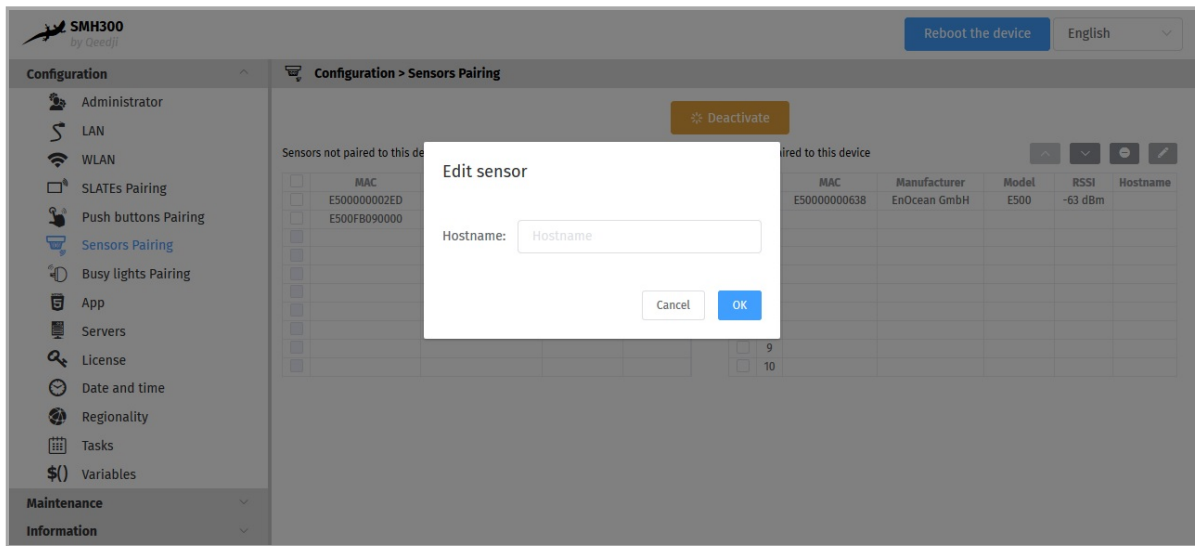 SMH300
by Qeedji
Reboot the device
English
Configuration
Configuration > Sensors Pairing
Administrator
LAN
WLAN
SLATEs Pairing
Push buttons Pairing
Sensors Pairing
Busy lights Pairing
App
Servers
License
Date and time
Regionality
Tasks
$() Variables
Maintenance
Information
Deactivate
Sensors not paired to this de
MAC
E500000002ED
E500FB090000
ired to this device
MAC Manufacturer Model RSSI Hostname
E50000000638 EnOcean GmbH E500 -63 dBm
9
10
Edit sensor
Hostname: Hostname
Cancel OK